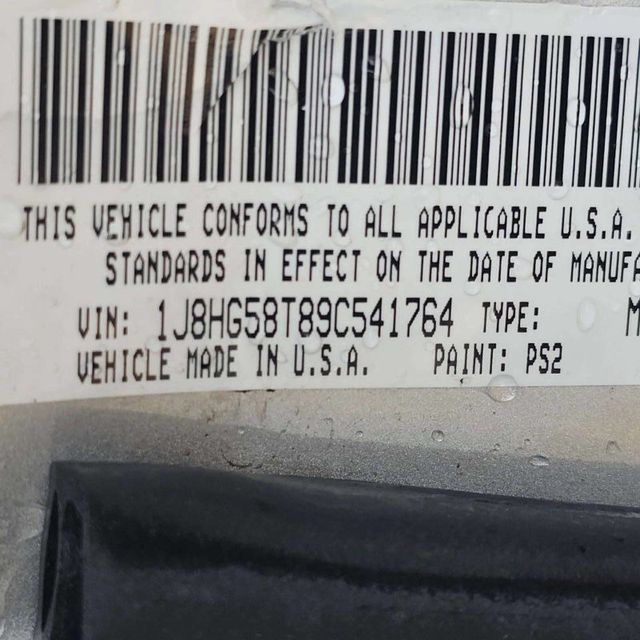 THIS VEHICLE CONFORMS TO ALL APPLICABLE U.S.A.
STANDARDS IN EFFECT ON THE DATE OF MANUFA
VIN: 1J8HG58T89C541764 TYPE: M
VEHICLE MADE IN U.S.A. PAINT: PS2